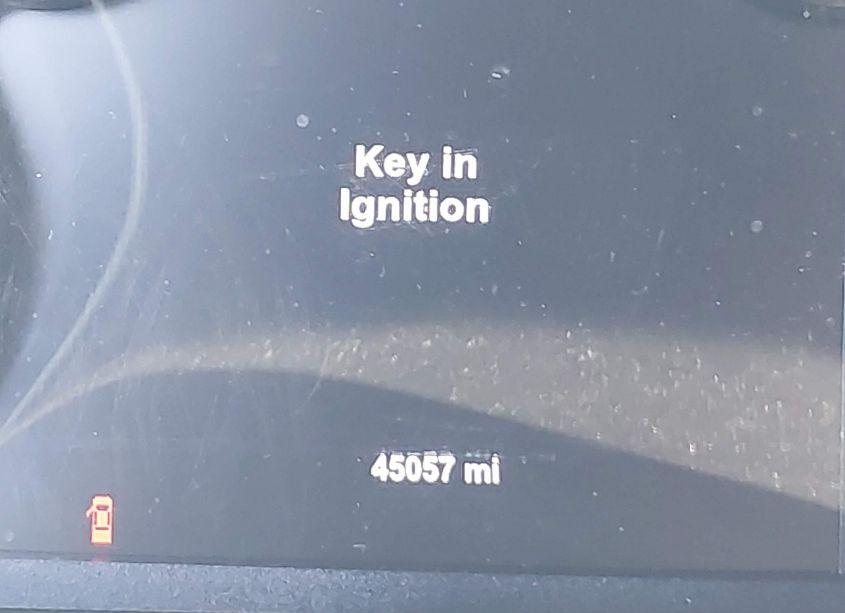 Key in
Ignition
45057 mi